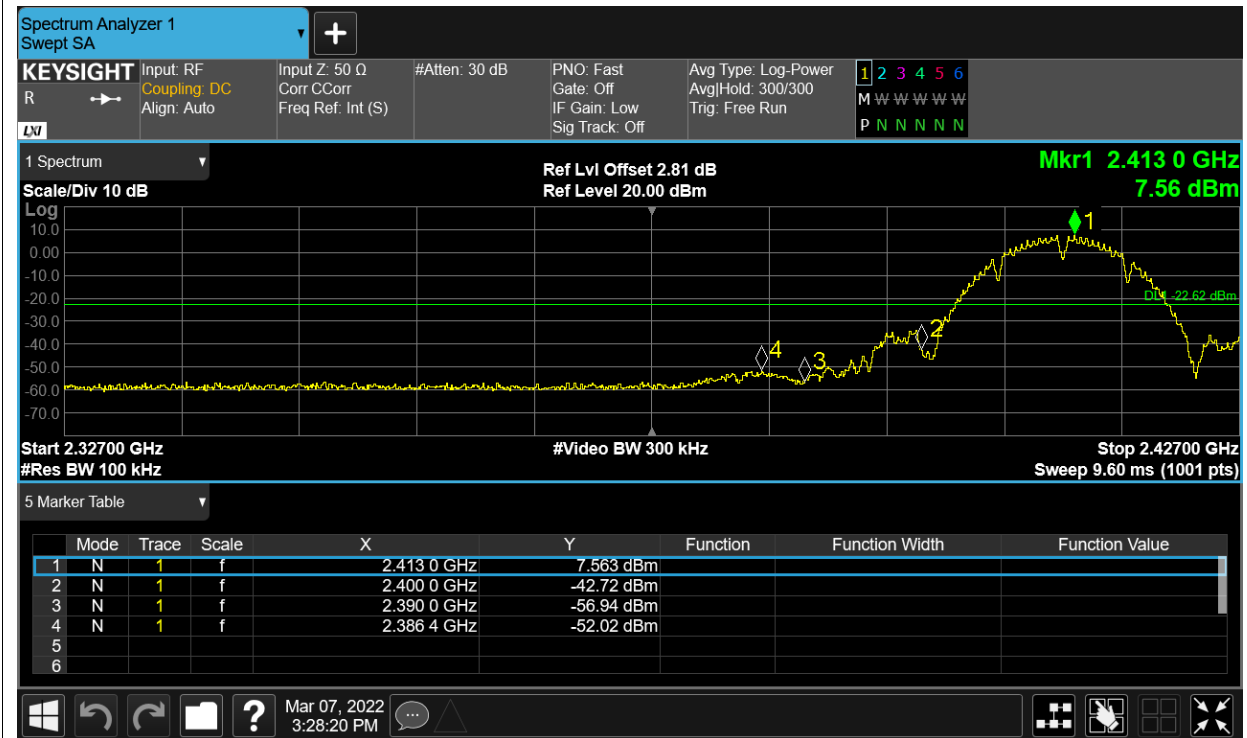 Spectrum Analyzer 1
Swept SA
KEYSIGHT
R
LXI
Input: RF
Coupling: DC
Align: Auto
Input Z: 50 Ω
Corr CCorr
Freq Ref: Int (S)
#Atten: 30 dB
PNO: Fast
Gate: Off
IF Gain: Low
Sig Track: Off
Avg Type: Log-Power
Avg|Hold: 300/300
Trig: Free Run
1 2 3 4 5 6
M W W W W W
P N N N N N
1 Spectrum
Scale/Div 10 dB
Ref Lvl Offset 2.81 dB
Ref Level 20.00 dBm
Mkr1 2.413 0 GHz
7.56 dBm
Log
10.0
0.00
-10.0
-20.0
-30.0
-40.0
-50.0
-60.0
-70.0
1
DL1 -22.62 dBm
2
4
3
Start 2.32700 GHz
#Video BW 300 kHz
Stop 2.42700 GHz
#Res BW 100 kHz
Sweep 9.60 ms (1001 pts)
5 Marker Table
Mode Trace Scale X Y Function Function Width Function Value
1 N 1 f 2.413 0 GHz 7.563 dBm
2 N 1 f 2.400 0 GHz -42.72 dBm
3 N 1 f 2.390 0 GHz -56.94 dBm
4 N 1 f 2.386 4 GHz -52.02 dBm
5
6
?
Mar 07, 2022
3:28:20 PM